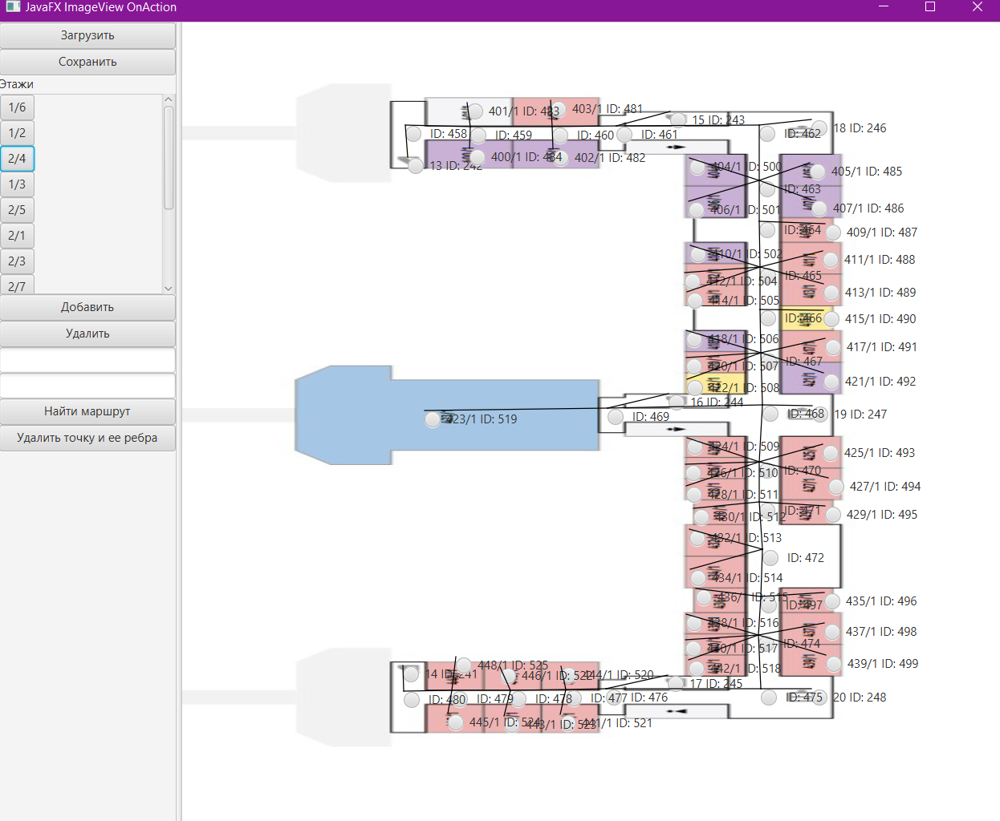 JavaFX ImageView OnAction
Загрузить
Сохранить
Этажи
1/6
1/2
2/4
1/3
2/5
2/1
2/3
2/7
Добавить
Удалить
Найти маршрут
Удалить точку и ее ребра
401/1 ID: 483
403/1 ID: 481
15 ID: 243
18 ID: 246
ID: 458
ID: 459
ID: 460
ID: 461
ID: 462
13 ID: 242
400/1 ID: 484
402/1 ID: 482
404/1 ID: 500
405/1 ID: 485
ID: 463
406/1 ID: 501
407/1 ID: 486
ID: 464
409/1 ID: 487
410/1 ID: 502
411/1 ID: 488
ID: 465
412/1 ID: 504
413/1 ID: 489
414/1 ID: 505
ID: 466
415/1 ID: 490
418/1 ID: 506
417/1 ID: 491
ID: 467
420/1 ID: 507
421/1 ID: 492
422/1 ID: 508
16 ID: 244
423/1 ID: 519
ID: 469
ID: 468
19 ID: 247
424/1 ID: 509
425/1 ID: 493
426/1 ID: 510
ID: 470
427/1 ID: 494
428/1 ID: 511
430/1 ID: 512
ID: 471
429/1 ID: 495
432/1 ID: 513
ID: 472
434/1 ID: 514
436/1 ID: 515
ID: 497
435/1 ID: 496
438/1 ID: 516
437/1 ID: 498
440/1 ID: 517
ID: 474
442/1 ID: 518
439/1 ID: 499
448/1 ID: 525
14 ID: 241
446/1 ID: 522
444/1 ID: 520
17 ID: 245
ID: 480
ID: 479
ID: 478
ID: 477
ID: 476
ID: 475
20 ID: 248
445/1 ID: 524
443/1 ID: 523
441/1 ID: 521